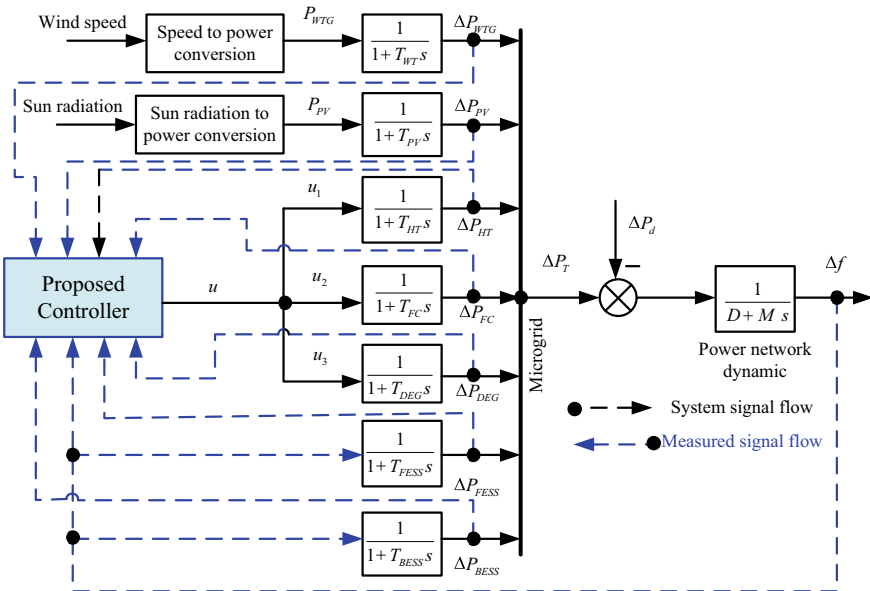 Wind speed
Speed to power
conversion
P_WTG
1
1+T_WT s
ΔP_WTG
Sun radiation
Sun radiation to
power conversion
P_PV
1
1+T_PV s
ΔP_PV
u_1
1
1+T_HT s
ΔP_HT
Proposed
Controller
u
u_2
1
1+T_FC s
ΔP_FC
u_3
1
1+T_DEG s
ΔP_DEG
1
1+T_FESS s
ΔP_FESS
1
1+T_BESS s
ΔP_BESS
Microgrid
ΔP_T
ΔP_d
−
1
D+M s
Δf
Power network
dynamic
System signal flow
Measured signal flow